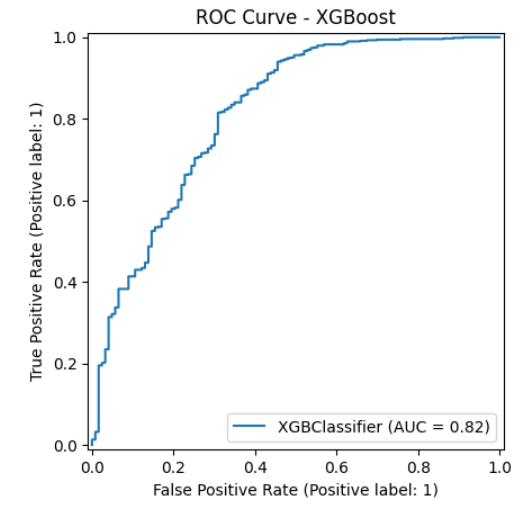 ROC Curve - XGBoost
True Positive Rate (Positive label: 1)
1.0
0.8
0.6
0.4
0.2
0.0
XGBClassifier (AUC = 0.82)
0.0 0.2 0.4 0.6 0.8 1.0
False Positive Rate (Positive label: 1)